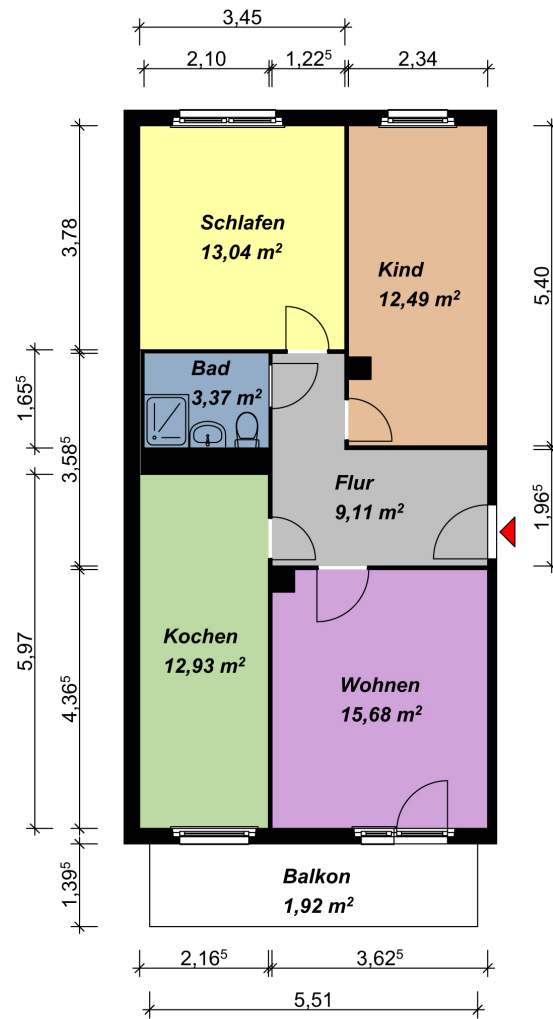 3,45
2,10 1,22⁵ 2,34
Schlafen
13,04 m²
3,78
Kind
12,49 m²
5,40
Bad
3,37 m²
1,65⁵
3,58⁵
Flur
9,11 m²
1,96⁵
Kochen
12,93 m²
5,97
4,36⁵
Wohnen
15,68 m²
Balkon
1,92 m²
1,39⁵
2,16⁵ 3,62⁵
5,51